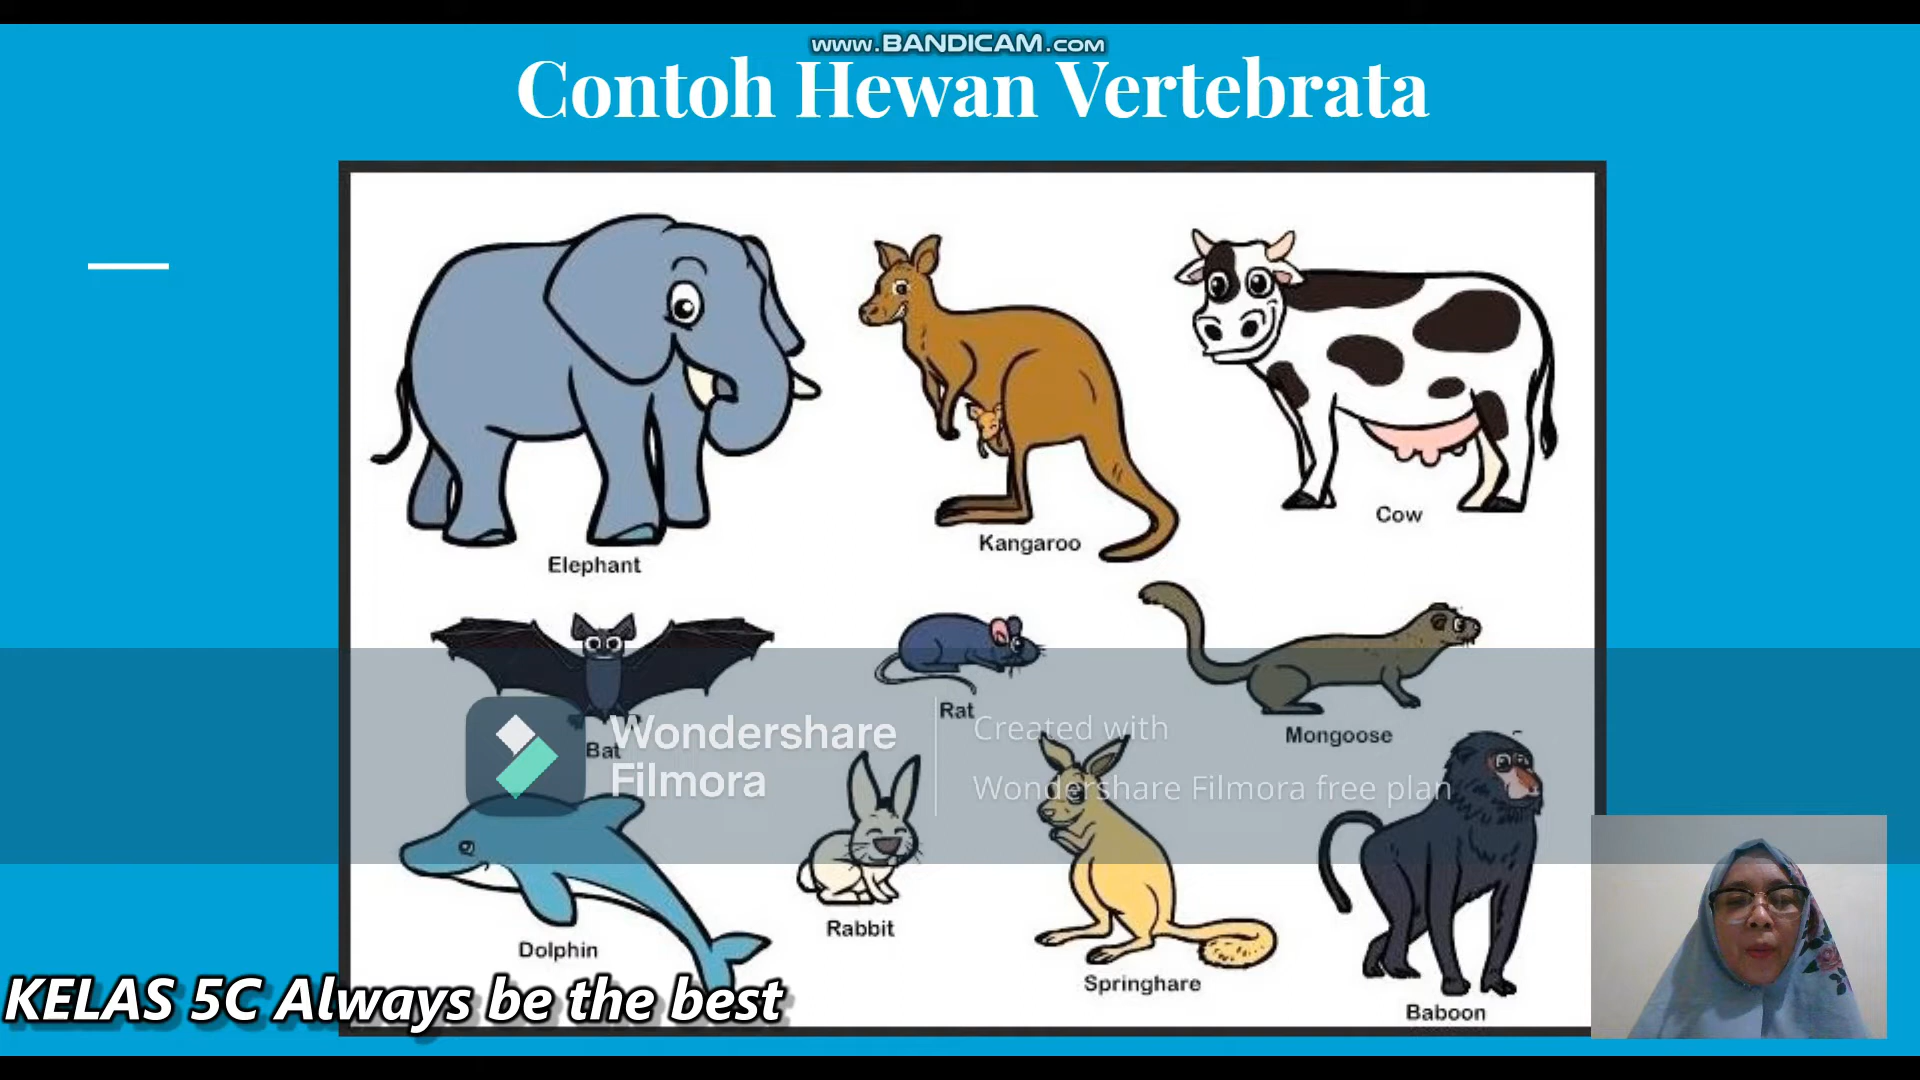 www.BANDICAM.com
Contoh Hewan Vertebrata
Elephant
Kangaroo
Cow
Bat
Rat
Mongoose
Wondershare
Filmora
Created with
Wondershare Filmora free plan
Dolphin
Rabbit
Springhare
Baboon
KELAS 5C Always be the best